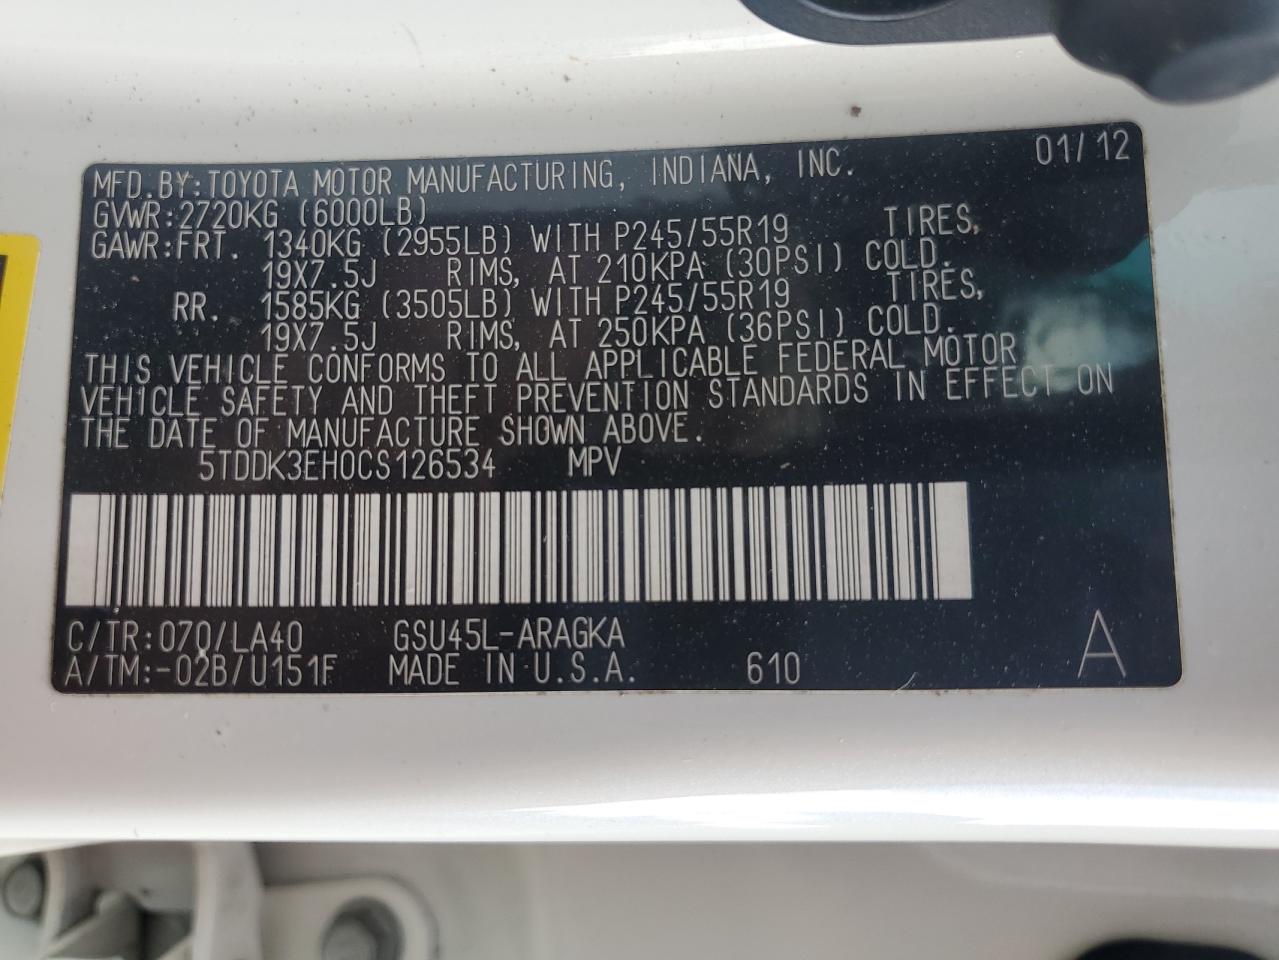 MFD.BY:TOYOTA MOTOR MANUFACTURING, INDIANA, INC. 01/12
GVWR:2720KG (6000LB)
GAWR:FRT. 1340KG (2955LB) WITH P245/55R19 TIRES,
19X7.5J RIMS, AT 210KPA (30PSI) COLD.
RR. 1585KG (3505LB) WITH P245/55R19 TIRES,
19X7.5J RIMS, AT 250KPA (36PSI) COLD.
THIS VEHICLE CONFORMS TO ALL APPLICABLE FEDERAL MOTOR
VEHICLE SAFETY AND THEFT PREVENTION STANDARDS IN EFFECT ON
THE DATE OF MANUFACTURE SHOWN ABOVE.
5TDDK3EH0CS126534 MPV
C/TR:070/LA40 GSU45L-ARAGKA
A/TM:-02B/U151F MADE IN U.S.A. 610 A